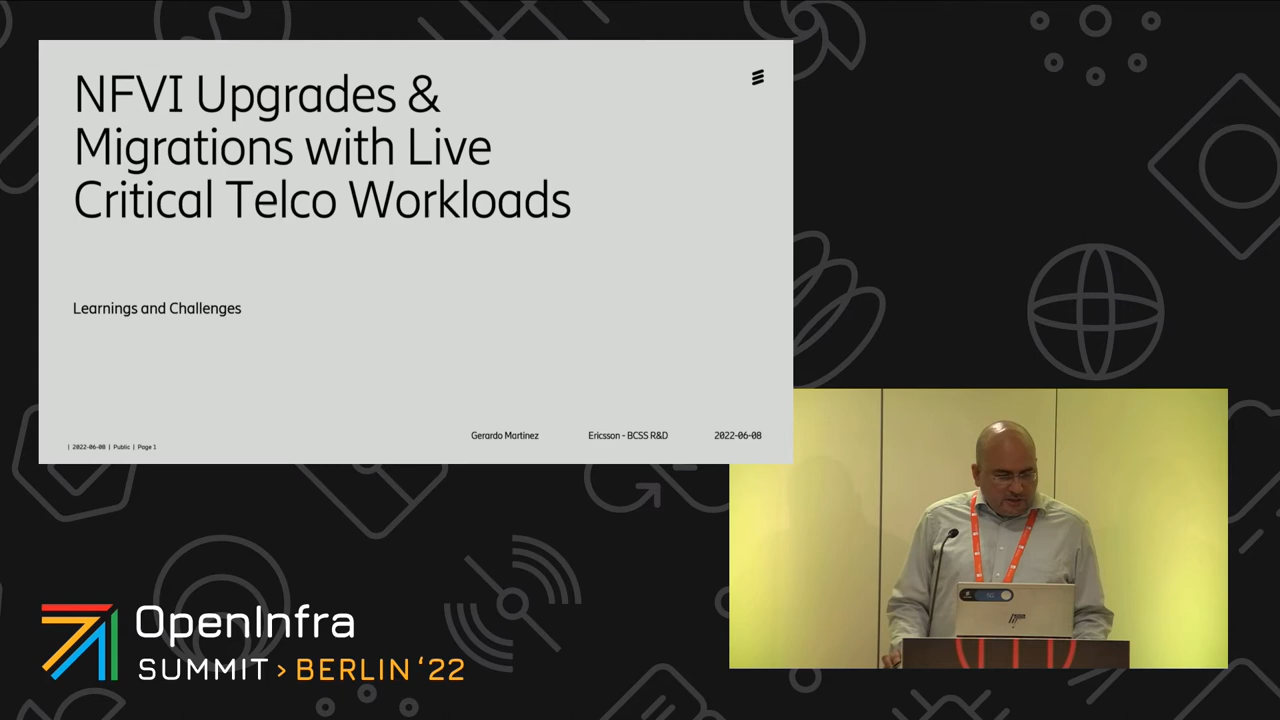 NFVI Upgrades &
Migrations with Live
Critical Telco Workloads
Learnings and Challenges
| 2022-06-08 | Public | Page 1
Gerardo Martinez
Ericsson - BCSS R&D
2022-06-08
5G
OpenInfra
SUMMIT > BERLIN ‘22